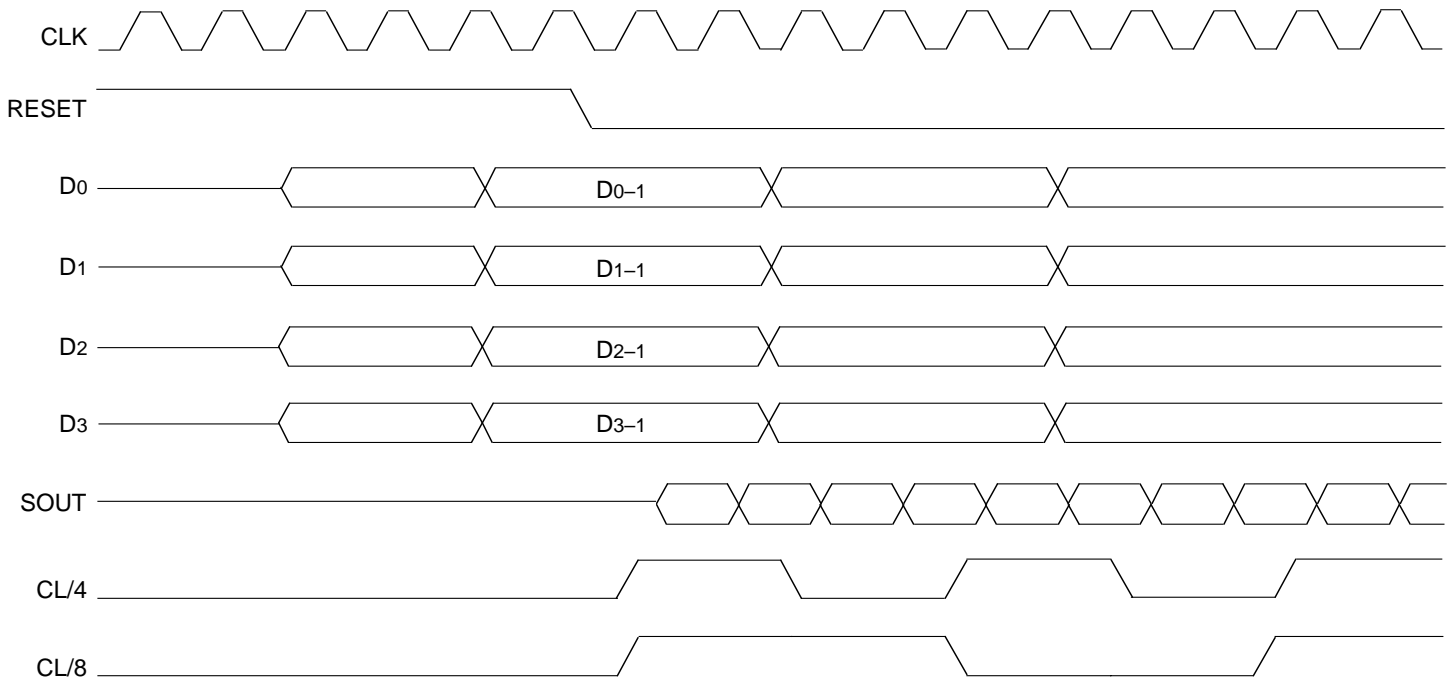 CLK
RESET
D0
D0–1
D1
D1–1
D2
D2–1
D3
D3–1
SOUT
CL/4
CL/8